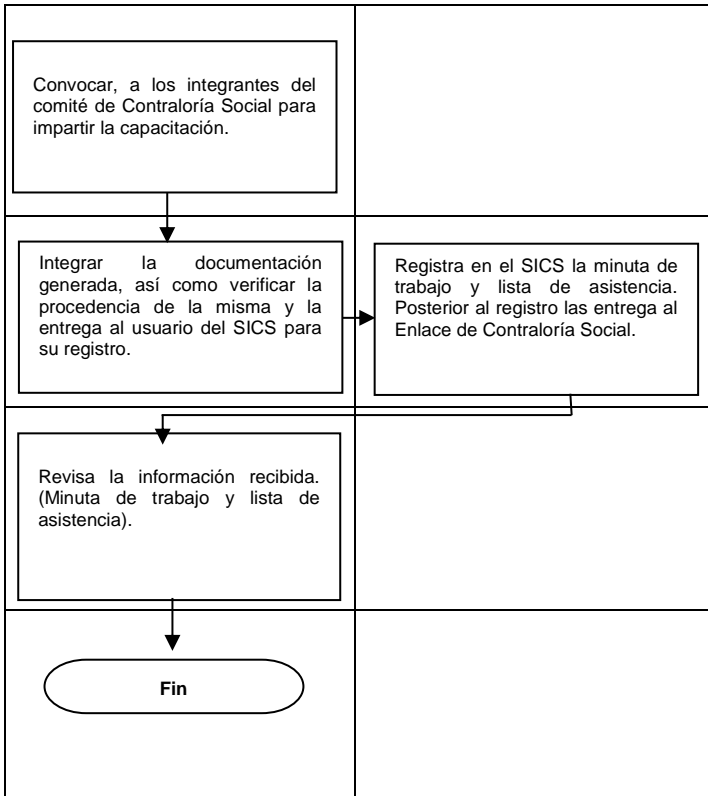 Convocar, a los integrantes del
comité de Contraloría Social para
impartir la capacitación.
Integrar la documentación
generada, así como verificar la
procedencia de la misma y la
entrega al usuario del SICS para
su registro.
Registra en el SICS la minuta de
trabajo y lista de asistencia.
Posterior al registro las entrega al
Enlace de Contraloría Social.
Revisa la información recibida.
(Minuta de trabajo y lista de
asistencia).
Fin